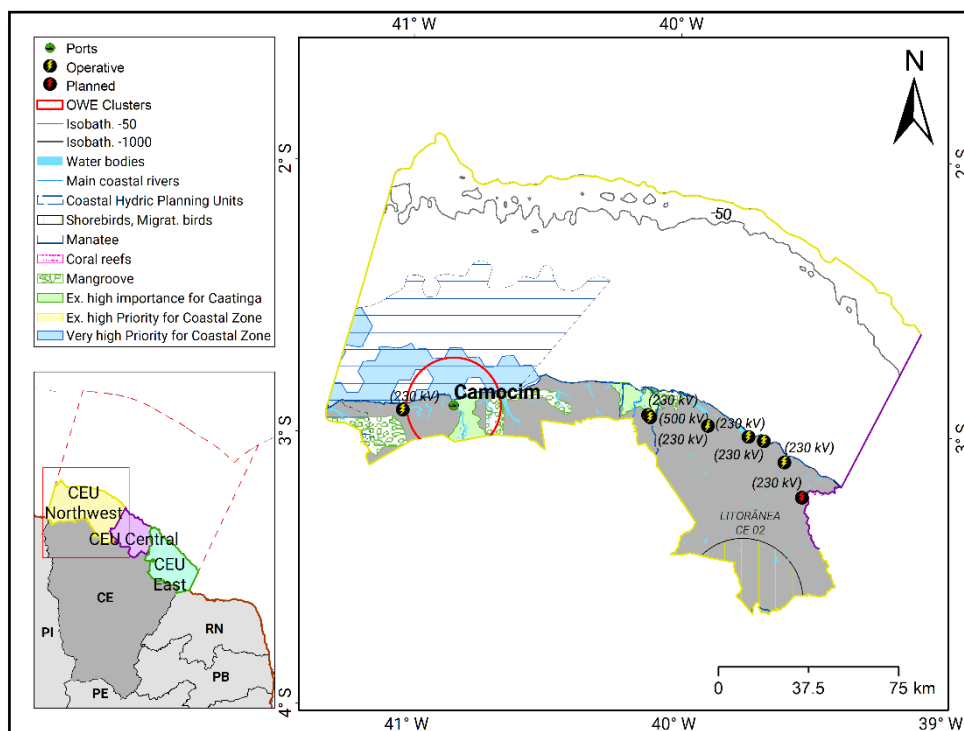 41° W
40° W
N
2°S
2°S
Ports
Operative
Planned
OWE Clusters
Isobath. -50
Isobath. -1000
Water bodies
Main coastal rivers
Coastal Hydric Planning Units
Shorebirds, Migrat. birds
Manatee
Coral reefs
Mangroove
Ex. high importance for Caatinga
Ex. high Priority for Coastal Zone
Very high Priority for Coastal Zone
-50
Camocim
(230 kV)
(230 kV)
(500 kV)
(230 kV)
(230 kV)
(230 kV)
(230 kV)
(230 kV)
3°S
3°S
LITORÂNEA
CE 02
CEU
Northwest
CEU Central
CEU
East
CE
PI
RN
PB
PE
0 37.5 75 km
4°S
4°S
41° W
40° W
39° W